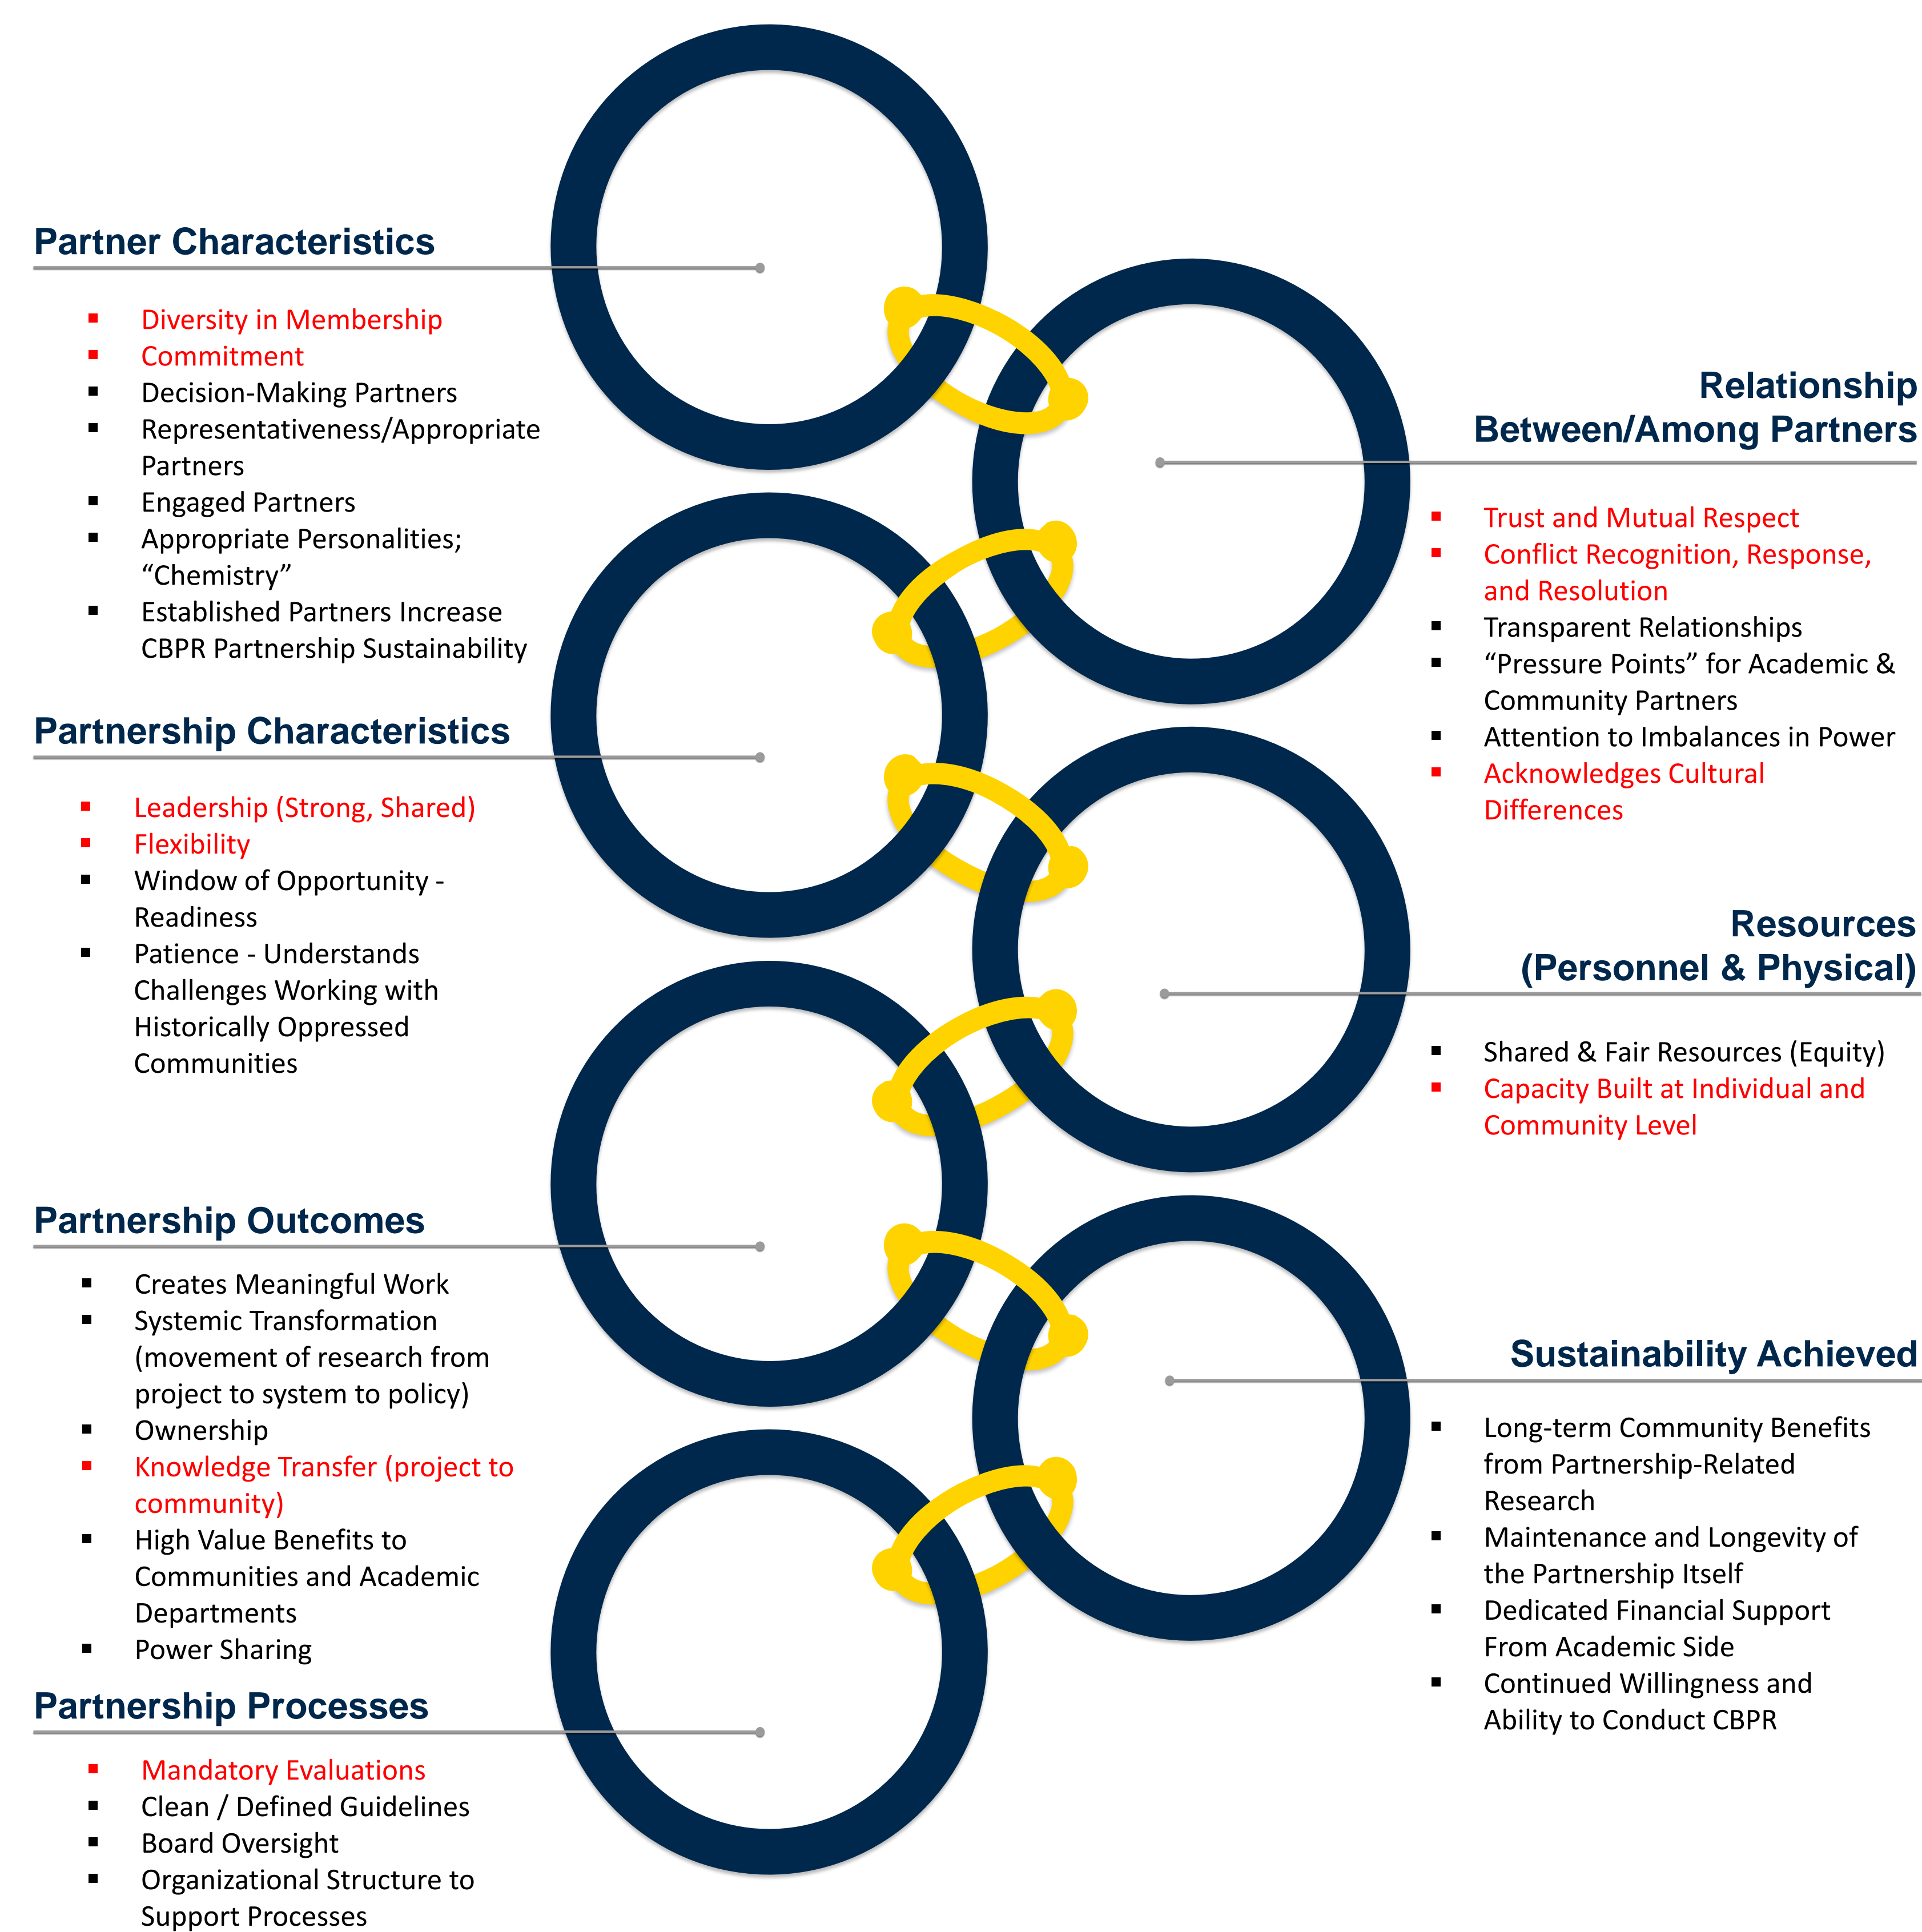 Partner Characteristics
▪ Diversity in Membership
▪ Commitment
▪ Decision-Making Partners
▪ Representativeness/Appropriate
Partners
▪ Engaged Partners
▪ Appropriate Personalities;
“Chemistry”
▪ Established Partners Increase
CBPR Partnership Sustainability
Partnership Characteristics
▪ Leadership (Strong, Shared)
▪ Flexibility
▪ Window of Opportunity -
Readiness
▪ Patience - Understands
Challenges Working with
Historically Oppressed
Communities
Partnership Outcomes
▪ Creates Meaningful Work
▪ Systemic Transformation
(movement of research from
project to system to policy)
▪ Ownership
▪ Knowledge Transfer (project to
community)
▪ High Value Benefits to
Communities and Academic
Departments
▪ Power Sharing
Partnership Processes
▪ Mandatory Evaluations
▪ Clean / Defined Guidelines
▪ Board Oversight
▪ Organizational Structure to
Support Processes
Relationship
Between/Among Partners
▪ Trust and Mutual Respect
▪ Conflict Recognition, Response,
and Resolution
▪ Transparent Relationships
▪ “Pressure Points” for Academic &
Community Partners
▪ Attention to Imbalances in Power
▪ Acknowledges Cultural
Differences
Resources
(Personnel & Physical)
▪ Shared & Fair Resources (Equity)
▪ Capacity Built at Individual and
Community Level
Sustainability Achieved
▪ Long-term Community Benefits
from Partnership-Related
Research
▪ Maintenance and Longevity of
the Partnership Itself
▪ Dedicated Financial Support
From Academic Side
▪ Continued Willingness and
Ability to Conduct CBPR